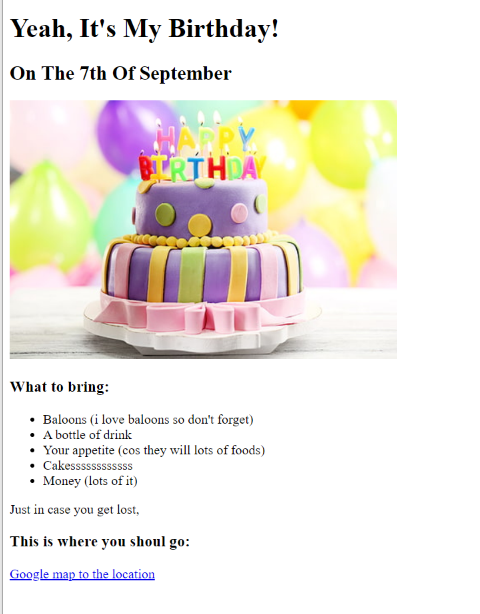 Yeah, It's My Birthday!
On The 7th Of September
HAPPY
BIRTHDAY
What to bring:
Baloons (i love baloons so don't forget)
A bottle of drink
Your appetite (cos they will lots of foods)
Cakessssssssssss
Money (lots of it)
Just in case you get lost,
This is where you shoul go:
Google map to the location